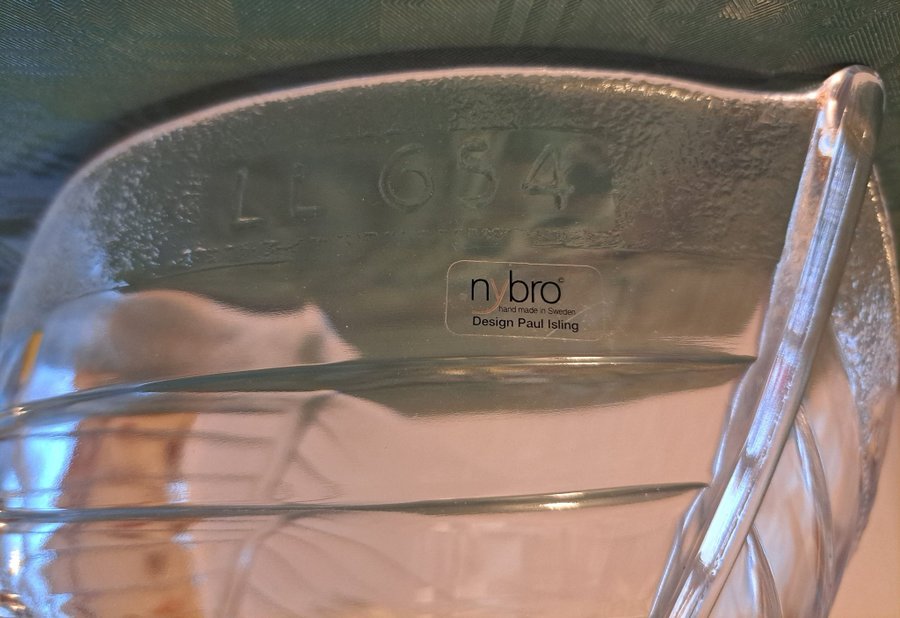 LL 654
nybro©
hand made in Sweden
Design Paul Isling